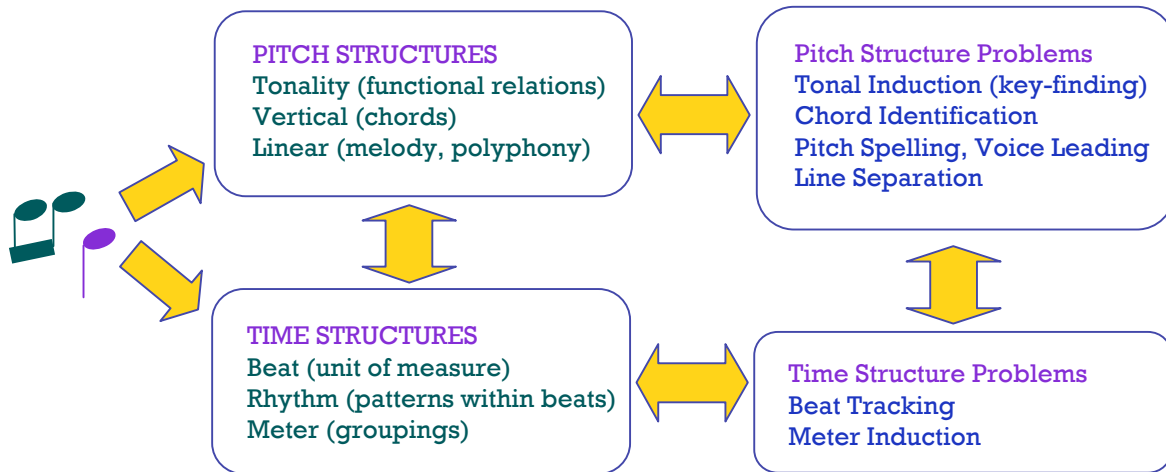 PITCH STRUCTURES
Tonality (functional relations)
Vertical (chords)
Linear (melody, polyphony)
Pitch Structure Problems
Tonal Induction (key-finding)
Chord Identification
Pitch Spelling, Voice Leading
Line Separation
TIME STRUCTURES
Beat (unit of measure)
Rhythm (patterns within beats)
Meter (groupings)
Time Structure Problems
Beat Tracking
Meter Induction